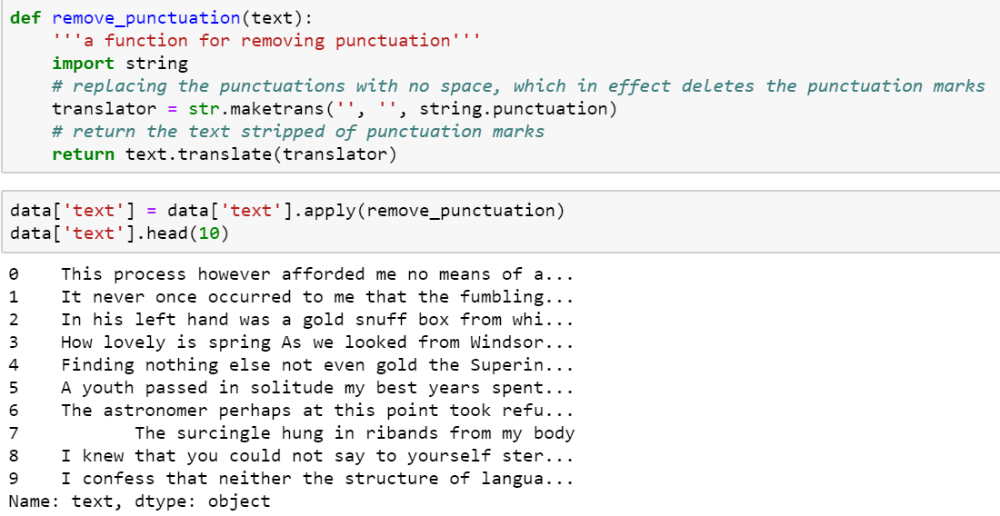 def remove_punctuation(text):
    '''a function for removing punctuation'''
    import string
    # replacing the punctuations with no space, which in effect deletes the punctuation marks
    translator = str.maketrans('', '', string.punctuation)
    # return the text stripped of punctuation marks
    return text.translate(translator)
data['text'] = data['text'].apply(remove_punctuation)
data['text'].head(10)
0    This process however afforded me no means of a...
1    It never once occurred to me that the fumbling...
2    In his left hand was a gold snuff box from whi...
3    How lovely is spring As we looked from Windsor...
4    Finding nothing else not even gold the Superin...
5    A youth passed in solitude my best years spent...
6    The astronomer perhaps at this point took refu...
7           The surcingle hung in ribands from my body
8    I knew that you could not say to yourself ster...
9    I confess that neither the structure of langua...
Name: text, dtype: object